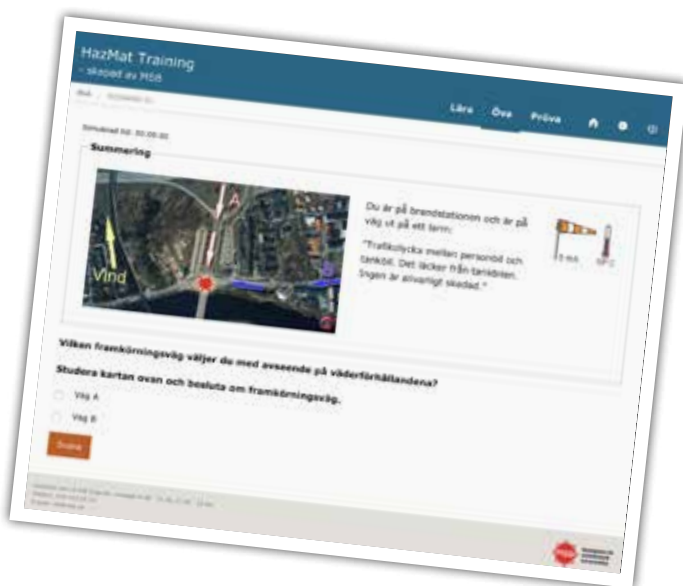 HazMat Training
- skapad av MSB
Lära Öva Pröva
Simulerad tid: 00:00:00
Summering
A
Vind
B
Du är på brandstationen och är på
väg ut på ett larm:
"Trafikolycka mellan personbil och
tankbil. Det läcker från tankbilen.
Ingen är allvarligt skadad."
5 m/s
Vilken framkörningsväg väljer du med avseende på väderförhållandena?
Studera kartan ovan och besluta om framkörningsväg.
Väg A
Väg B
Svara
MSB